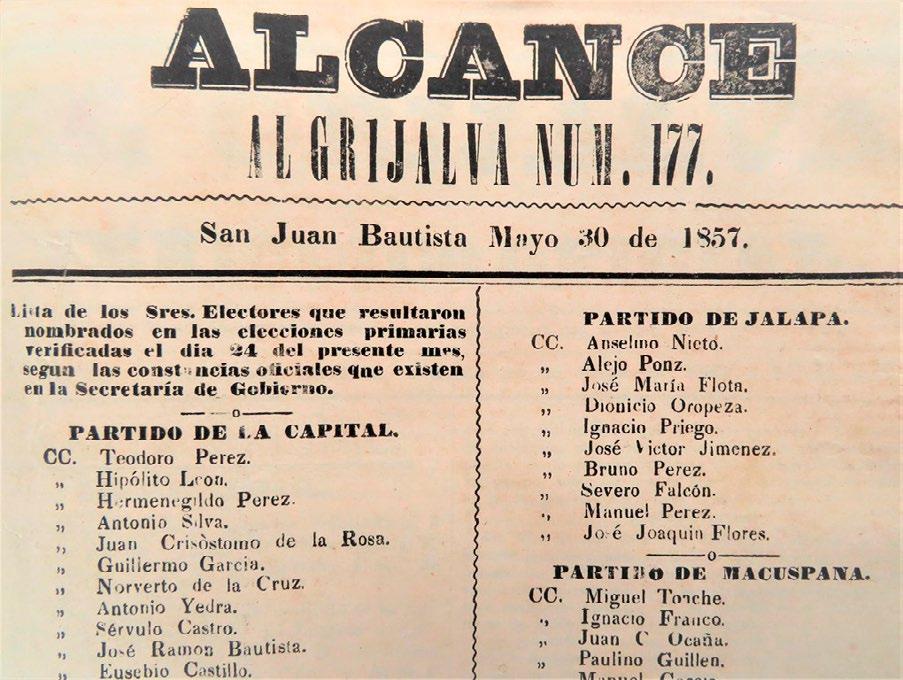 ALCANCE
AL GRIJALVA NUM. 177.
San Juan Bautista Mayo 30 de 1857.
Lista de los Sres. Electores que resultaron
nombrados en las elecciones primarias
verificadas el dia 24 del presente mes,
segun las constancias oficiales que existen
en la Secretaría de Gobierno.
PARTIDO DE LA CAPITAL.
CC. Teodoro Perez.
„ Hipólito Leon.
„ Hermenegildo Perez.
„ Antonio Silva.
„ Juan Crisòstomo de la Rosa.
„ Guillermo Garcia.
„ Norverto de la Cruz.
„ Antonio Yedra.
„ Sérvulo Castro.
„ José Ramon Bautista.
„ Eusebio Castillo.
PARTIDO DE JALAPA.
CC. Anselmo Nieto.
„ Alejo Ponz.
„ José María Flota.
„ Dionicio Oropeza.
„ Ignacio Priego.
„ José Victor Jimenez.
„ Bruno Perez.
„ Severo Falcón.
„ Manuel Perez.
„ José Joaquin Flores.
PARTIDO DE MACUSPANA.
CC. Miguel Torche.
„ Ignacio Franco.
„ Juan C Ocaña.
„ Paulino Guillen.
Manuel